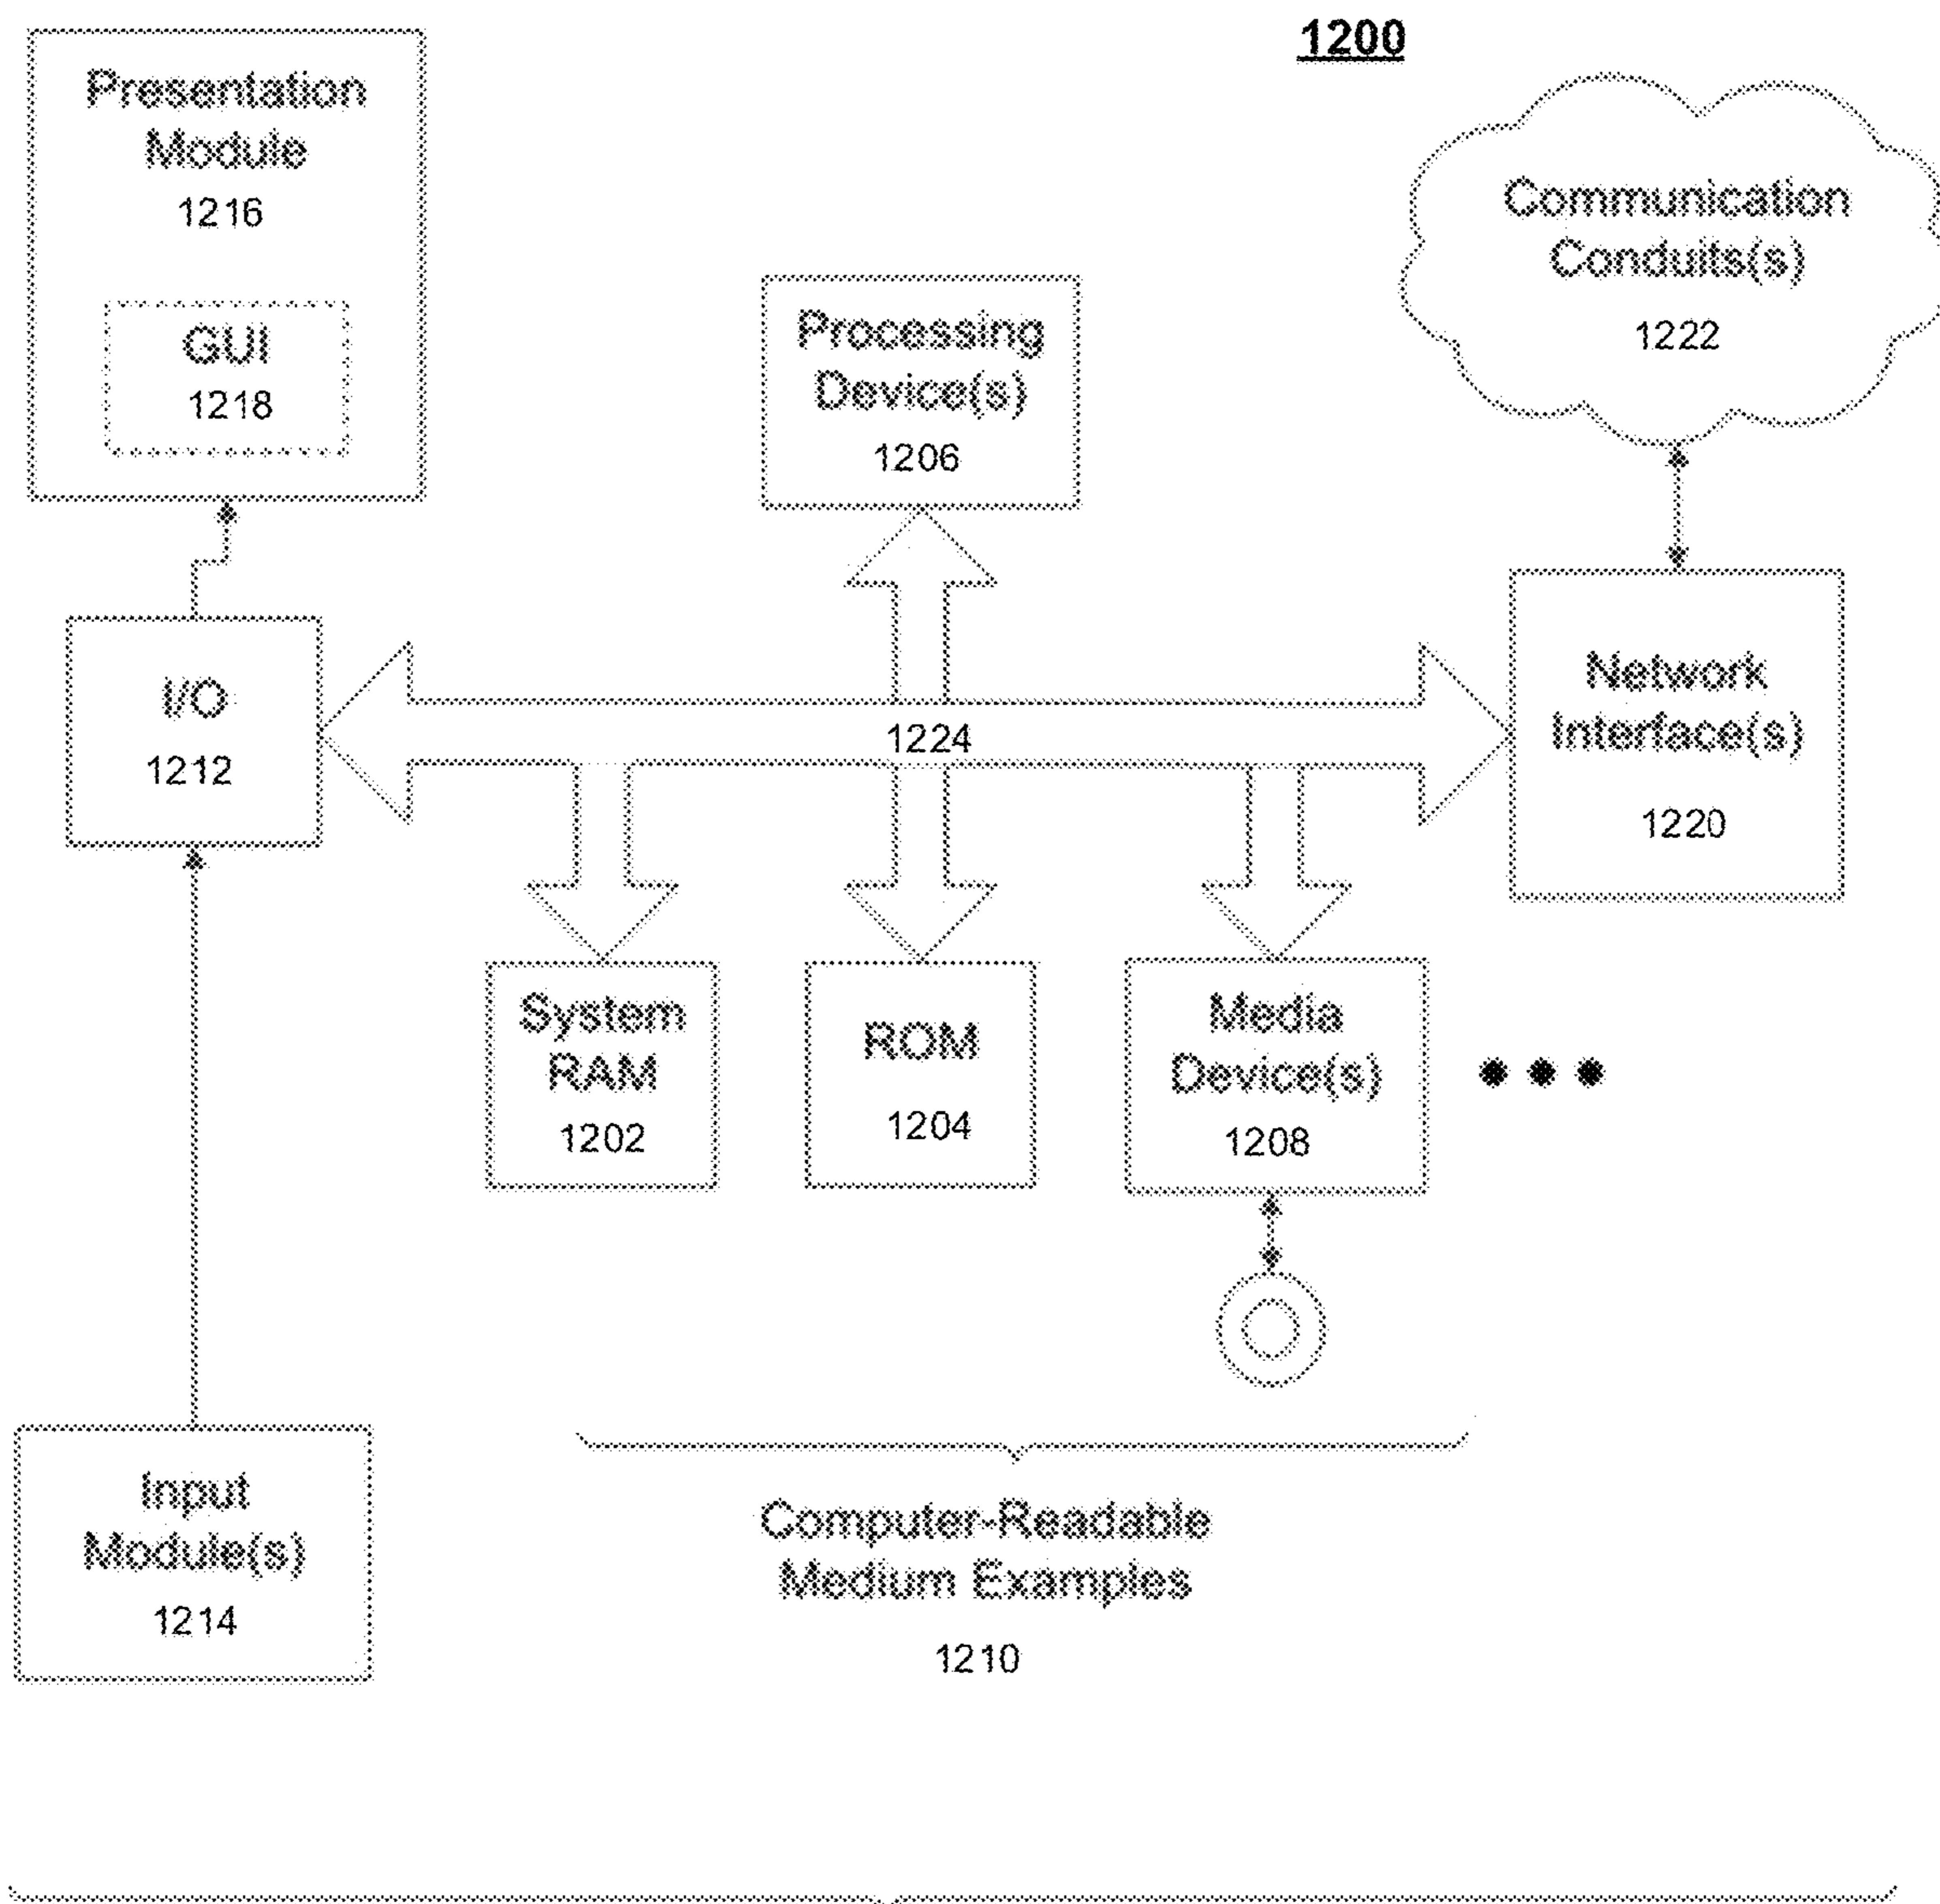 1200
Presentation
Module
1216
GUI
1218
Communication
Conduits(s)
1222
Processing
Device(s)
1206
I/O
1212
1224
Network
Interface(s)
1220
System
RAM
1202
ROM
1204
Media
Device(s)
1208
Input
Module(s)
1214
Computer-Readable
Medium Examples
1210